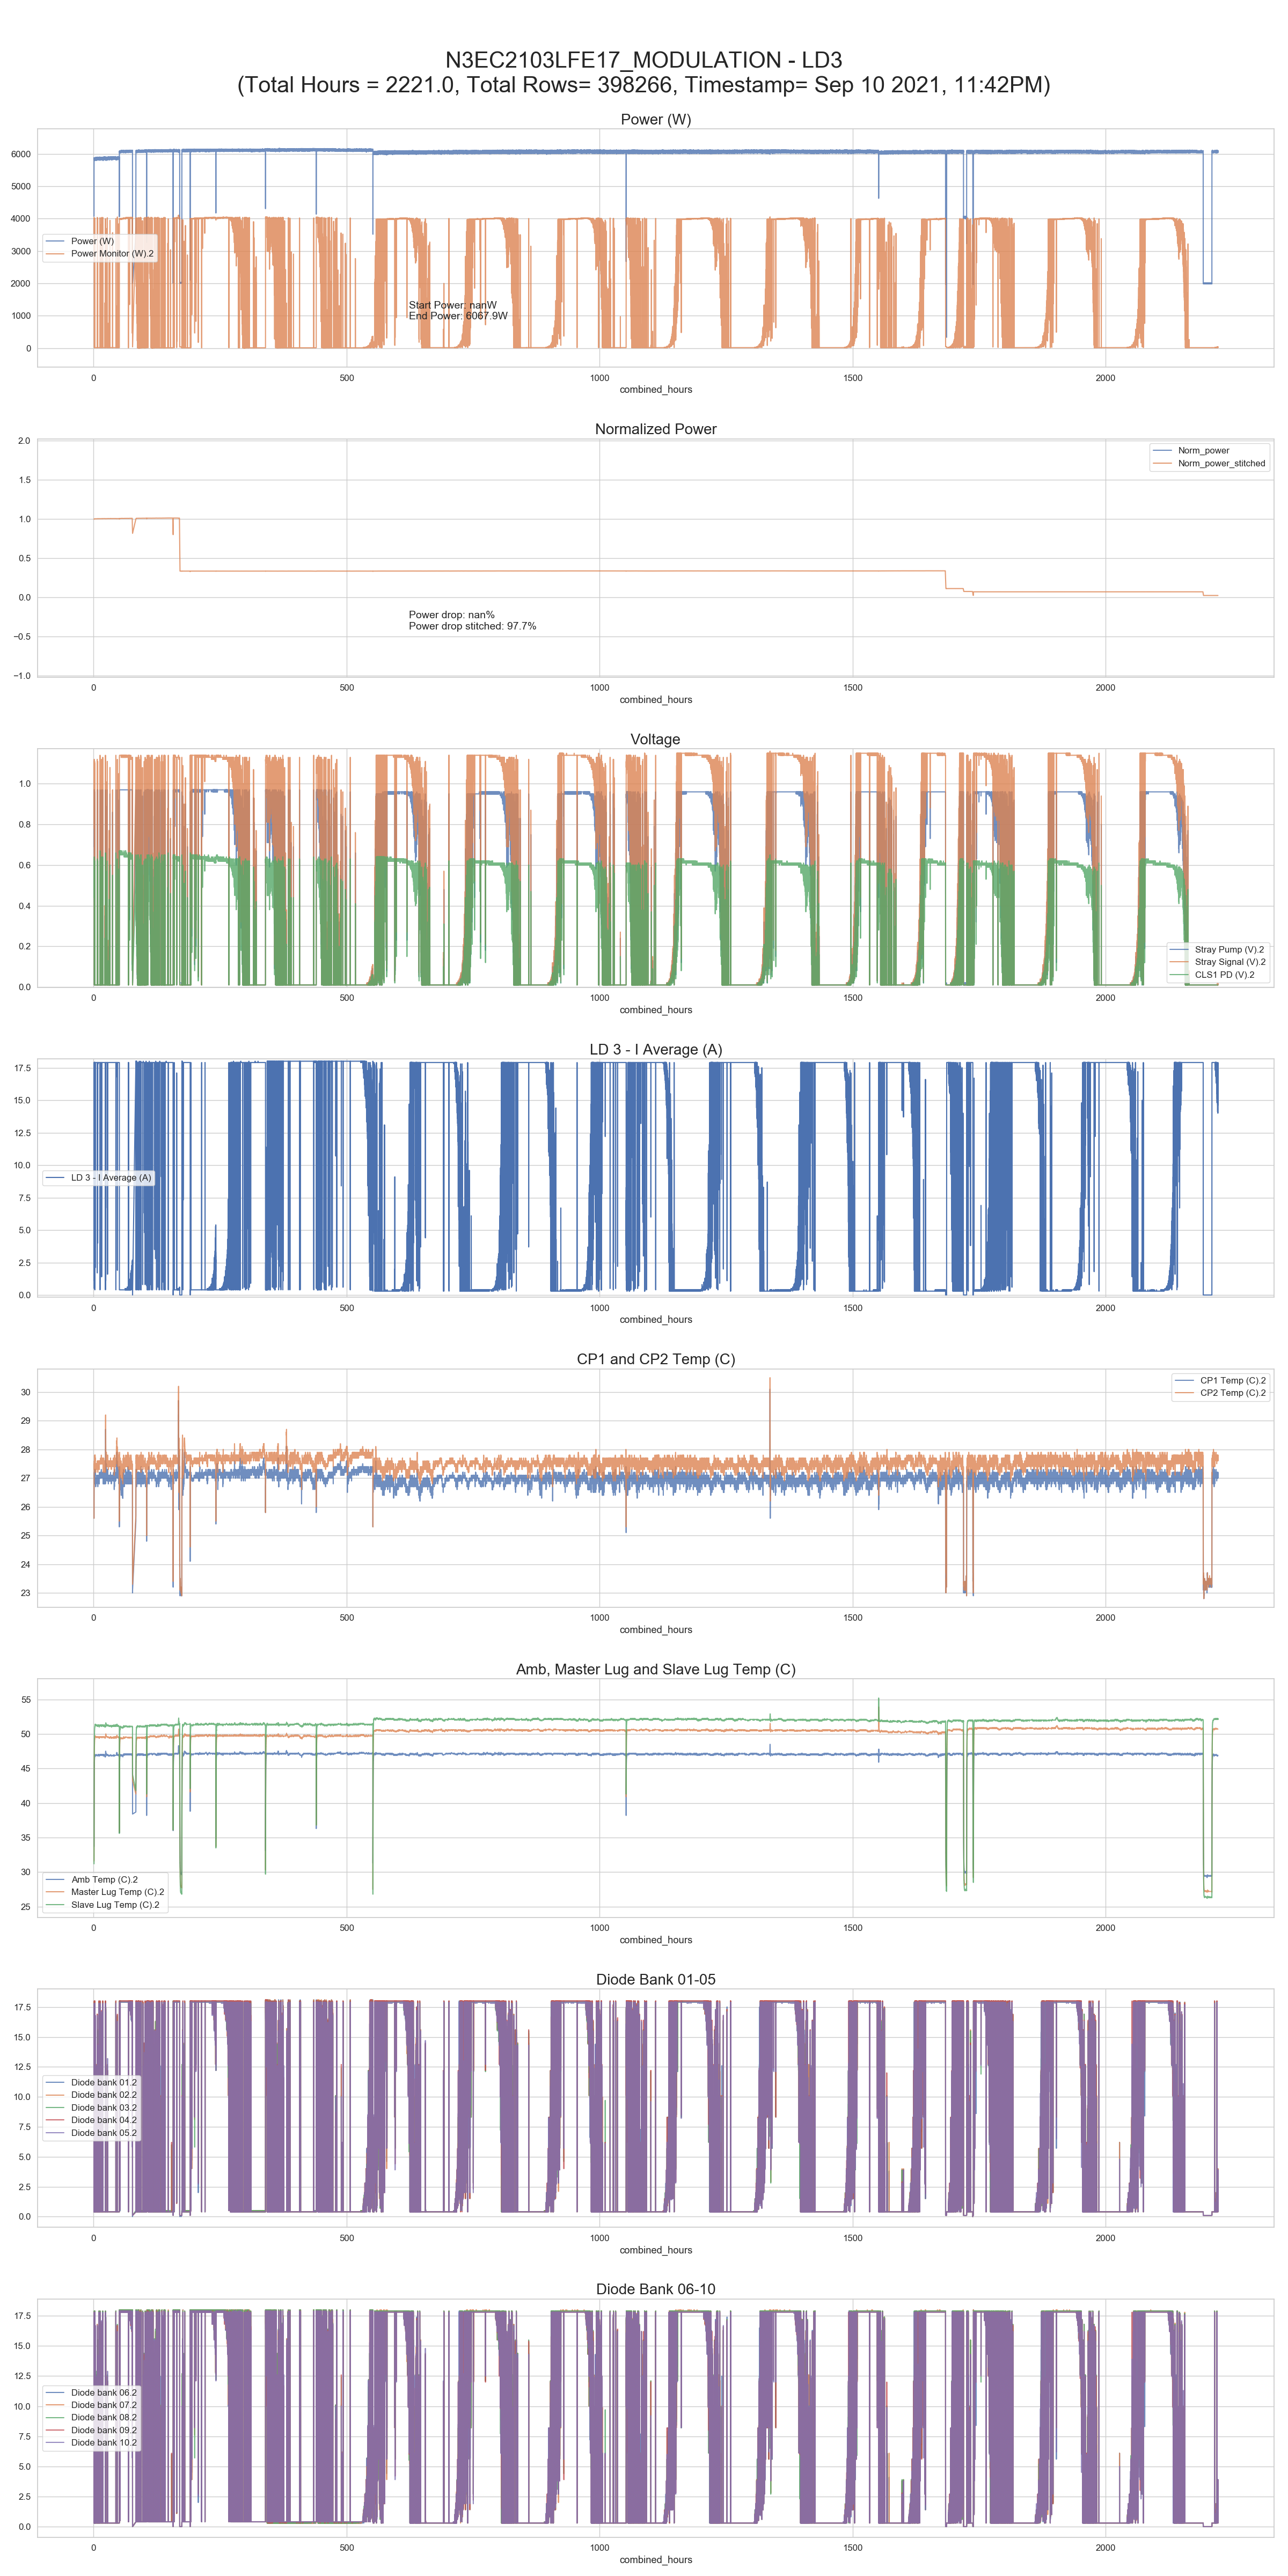 N3EC2103LFE17_MODULATION - LD3
(Total Hours = 2221.0, Total Rows= 398266, Timestamp= Sep 10 2021, 11:42PM)
Power (W)
6000
5000
4000
3000
2000
1000
0
Power (W)
Power Monitor (W).2
Start Power: nanW
End Power: 6067.9W
0 500 1000 1500 2000
combined_hours
Normalized Power
2.0
1.5
1.0
0.5
0.0
−0.5
−1.0
Norm_power
Norm_power_stitched
Power drop: nan%
Power drop stitched: 97.7%
0 500 1000 1500 2000
combined_hours
Voltage
1.0
0.8
0.6
0.4
0.2
0.0
Stray Pump (V).2
Stray Signal (V).2
CLS1 PD (V).2
0 500 1000 1500 2000
combined_hours
LD 3 - I Average (A)
17.5
15.0
12.5
10.0
7.5
5.0
2.5
0.0
LD 3 - I Average (A)
0 500 1000 1500 2000
combined_hours
CP1 and CP2 Temp (C)
30
29
28
27
26
25
24
23
CP1 Temp (C).2
CP2 Temp (C).2
0 500 1000 1500 2000
combined_hours
Amb, Master Lug and Slave Lug Temp (C)
55
50
45
40
35
30
25
Amb Temp (C).2
Master Lug Temp (C).2
Slave Lug Temp (C).2
0 500 1000 1500 2000
combined_hours
Diode Bank 01-05
17.5
15.0
12.5
10.0
7.5
5.0
2.5
0.0
Diode bank 01.2
Diode bank 02.2
Diode bank 03.2
Diode bank 04.2
Diode bank 05.2
0 500 1000 1500 2000
combined_hours
Diode Bank 06-10
17.5
15.0
12.5
10.0
7.5
5.0
2.5
0.0
Diode bank 06.2
Diode bank 07.2
Diode bank 08.2
Diode bank 09.2
Diode bank 10.2
0 500 1000 1500 2000
combined_hours